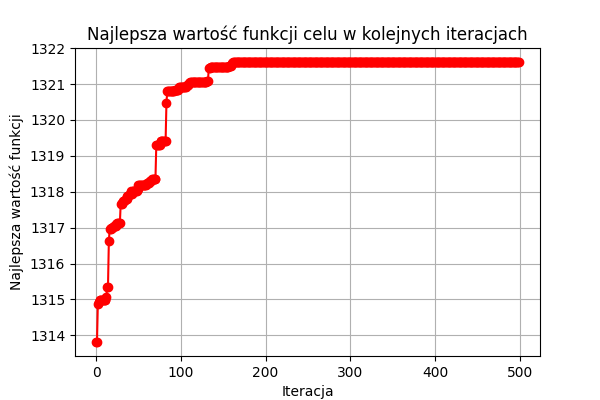 Najlepsza wartość funkcji celu w kolejnych iteracjach
1322
1321
1320
1319
1318
1317
1316
1315
1314
Najlepsza wartość funkcji
0 100 200 300 400 500
Iteracja